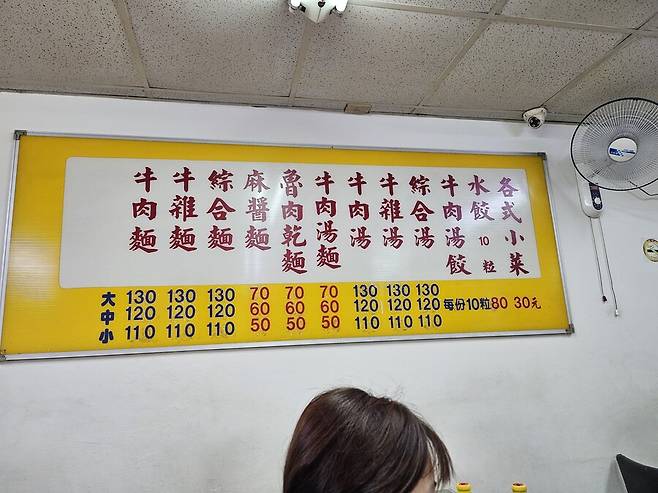 牛肉麵
牛雜麵
綜合麵
麻醬麵
魯肉乾麵
牛肉湯麵
牛肉湯
牛雜湯
綜合湯
牛肉湯餃
水餃10粒
各式小菜
大 130 130 130 70 70 70 130 130 130
中 120 120 120 60 60 60 120 120 120 每份10粒80 30元
小 110 110 110 50 50 50 110 110 110